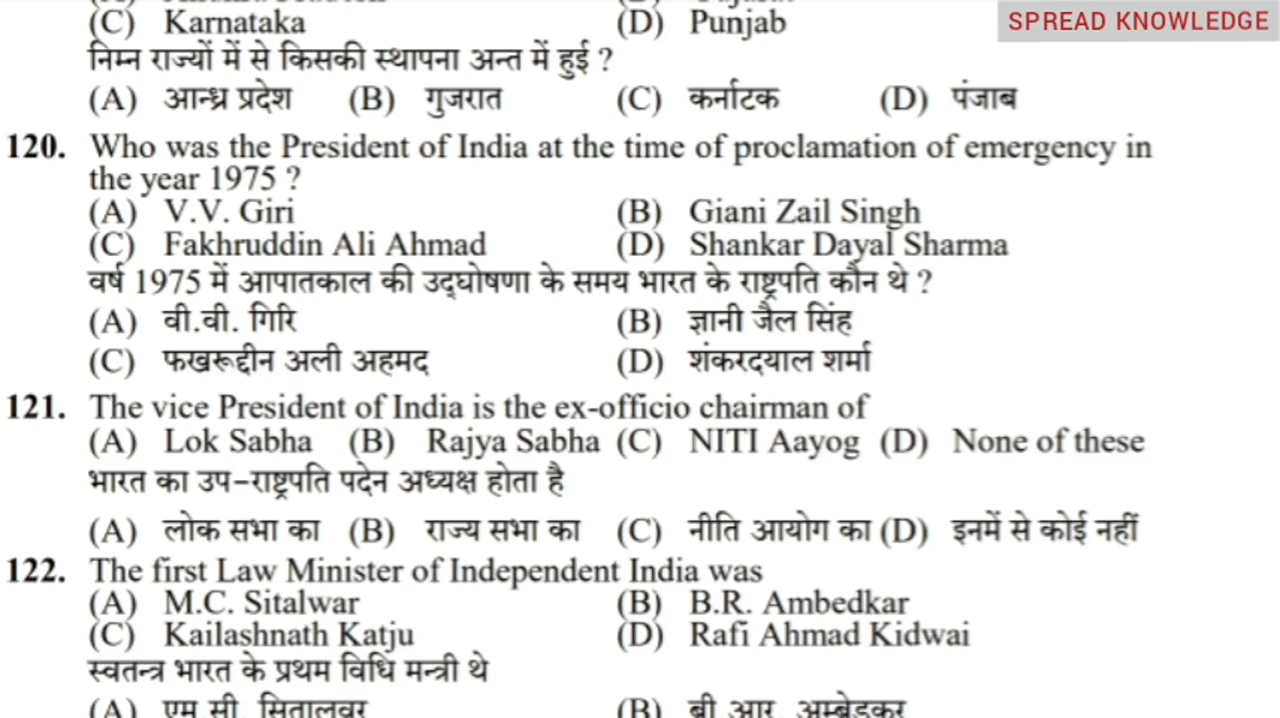 SPREAD KNOWLEDGE
(C) Karnataka (D) Punjab
निम्न राज्यों में से किसकी स्थापना अन्त में हुई ?
(A) आन्ध्र प्रदेश (B) गुजरात (C) कर्नाटक (D) पंजाब
120. Who was the President of India at the time of proclamation of emergency in
the year 1975 ?
(A) V.V. Giri (B) Giani Zail Singh
(C) Fakhruddin Ali Ahmad (D) Shankar Dayal Sharma
वर्ष 1975 में आपातकाल की उद्घोषणा के समय भारत के राष्ट्रपति कौन थे ?
(A) वी.वी. गिरि (B) ज्ञानी जैल सिंह
(C) फखरूद्दीन अली अहमद (D) शंकरदयाल शर्मा
121. The vice President of India is the ex-officio chairman of
(A) Lok Sabha (B) Rajya Sabha (C) NITI Aayog (D) None of these
भारत का उप-राष्ट्रपति पदेन अध्यक्ष होता है
(A) लोक सभा का (B) राज्य सभा का (C) नीति आयोग का (D) इनमें से कोई नहीं
122. The first Law Minister of Independent India was
(A) M.C. Sitalwar (B) B.R. Ambedkar
(C) Kailashnath Katju (D) Rafi Ahmad Kidwai
स्वतन्त्र भारत के प्रथम विधि मन्त्री थे
(A) एम.सी. सितालवर (B) बी.आर. अम्बेडकर